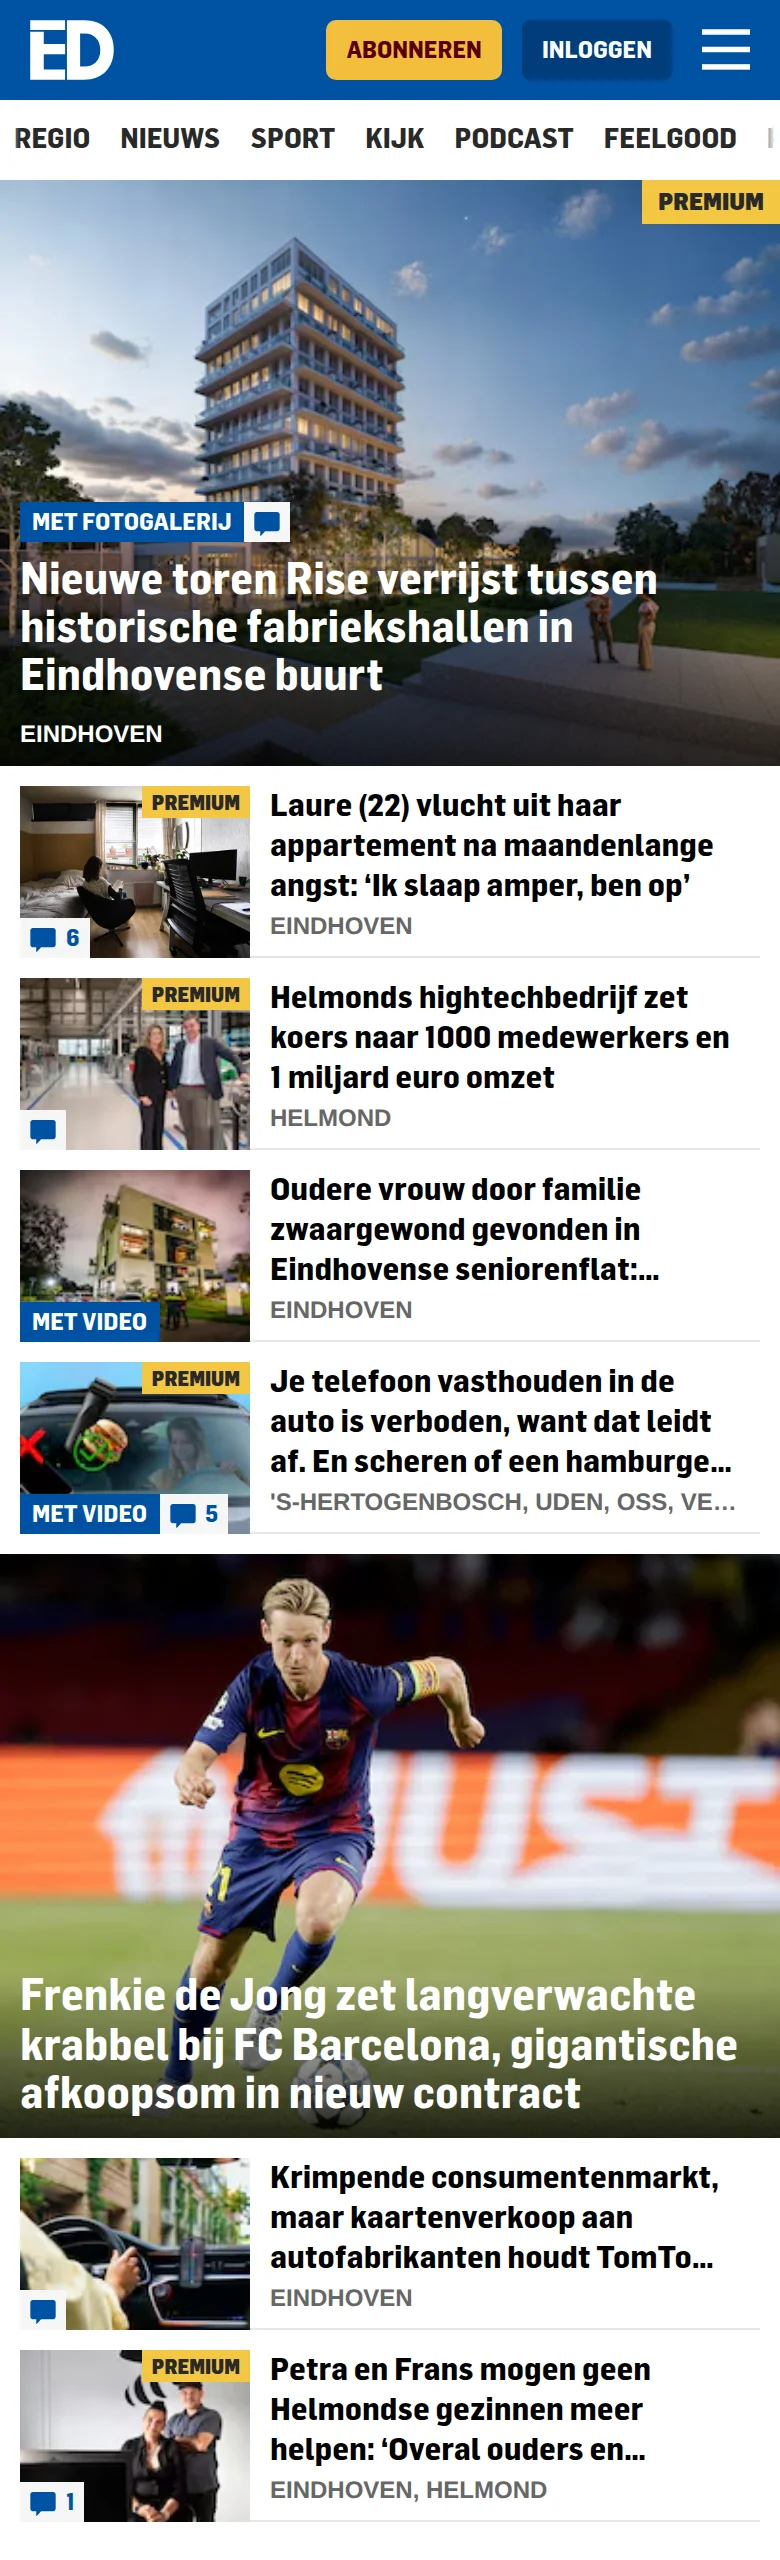 ED
ABONNEREN
INLOGGEN
REGIO NIEUWS SPORT KIJK PODCAST FEELGOOD
PREMIUM
MET FOTOGALERIJ
Nieuwe toren Rise verrijst tussen
historische fabriekshallen in
Eindhovense buurt
EINDHOVEN
PREMIUM
6
Laure (22) vlucht uit haar
appartement na maandenlange
angst: ‘Ik slaap amper, ben op’
EINDHOVEN
PREMIUM
Helmonds hightechbedrijf zet
koers naar 1000 medewerkers en
1 miljard euro omzet
HELMOND
MET VIDEO
Oudere vrouw door familie
zwaargewond gevonden in
Eindhovense seniorenflat:...
EINDHOVEN
PREMIUM
MET VIDEO
5
Je telefoon vasthouden in de
auto is verboden, want dat leidt
af. En scheren of een hamburge...
'S-HERTOGENBOSCH, UDEN, OSS, VE...
Frenkie de Jong zet langverwachte
krabbel bij FC Barcelona, gigantische
afkoopsom in nieuw contract
Krimpende consumentenmarkt,
maar kaartenverkoop aan
autofabrikanten houdt TomTo...
EINDHOVEN
PREMIUM
1
Petra en Frans mogen geen
Helmondse gezinnen meer
helpen: ‘Overal ouders en...
EINDHOVEN, HELMOND